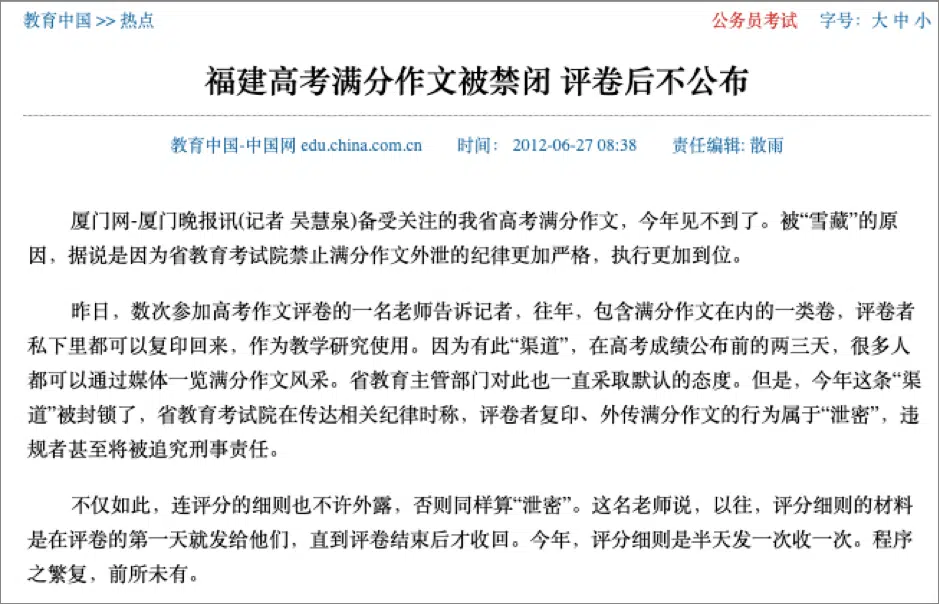 教育中国 >> 热点
公务员考试 字号：大 中 小
福建高考满分作文被禁闭 评卷后不公布
教育中国-中国网 edu.china.com.cn 时间： 2012-06-27 08:38 责任编辑: 散雨
厦门网-厦门晚报讯(记者 吴慧泉)备受关注的我省高考满分作文，今年见不到了。被“雪藏”的原
因，据说是因为省教育考试院禁止满分作文外泄的纪律更加严格，执行更加到位。
昨日，数次参加高考作文评卷的一名老师告诉记者，往年，包含满分作文在内的一类卷，评卷者
私下里都可以复印回来，作为教学研究使用。因为有此“渠道”，在高考成绩公布前的两三天，很多人
都可以通过媒体一览满分作文风采。省教育主管部门对此也一直采取默认的态度。但是，今年这条“渠
道”被封锁了，省教育考试院在传达相关纪律时称，评卷者复印、外传满分作文的行为属于“泄密”，违
规者甚至将被追究刑事责任。
不仅如此，连评分的细则也不许外露，否则同样算“泄密”。这名老师说，以往，评分细则的材料
是在评卷的第一天就发给他们，直到评卷结束后才收回。今年，评分细则是半天发一次收一次。程序
之繁复，前所未有。